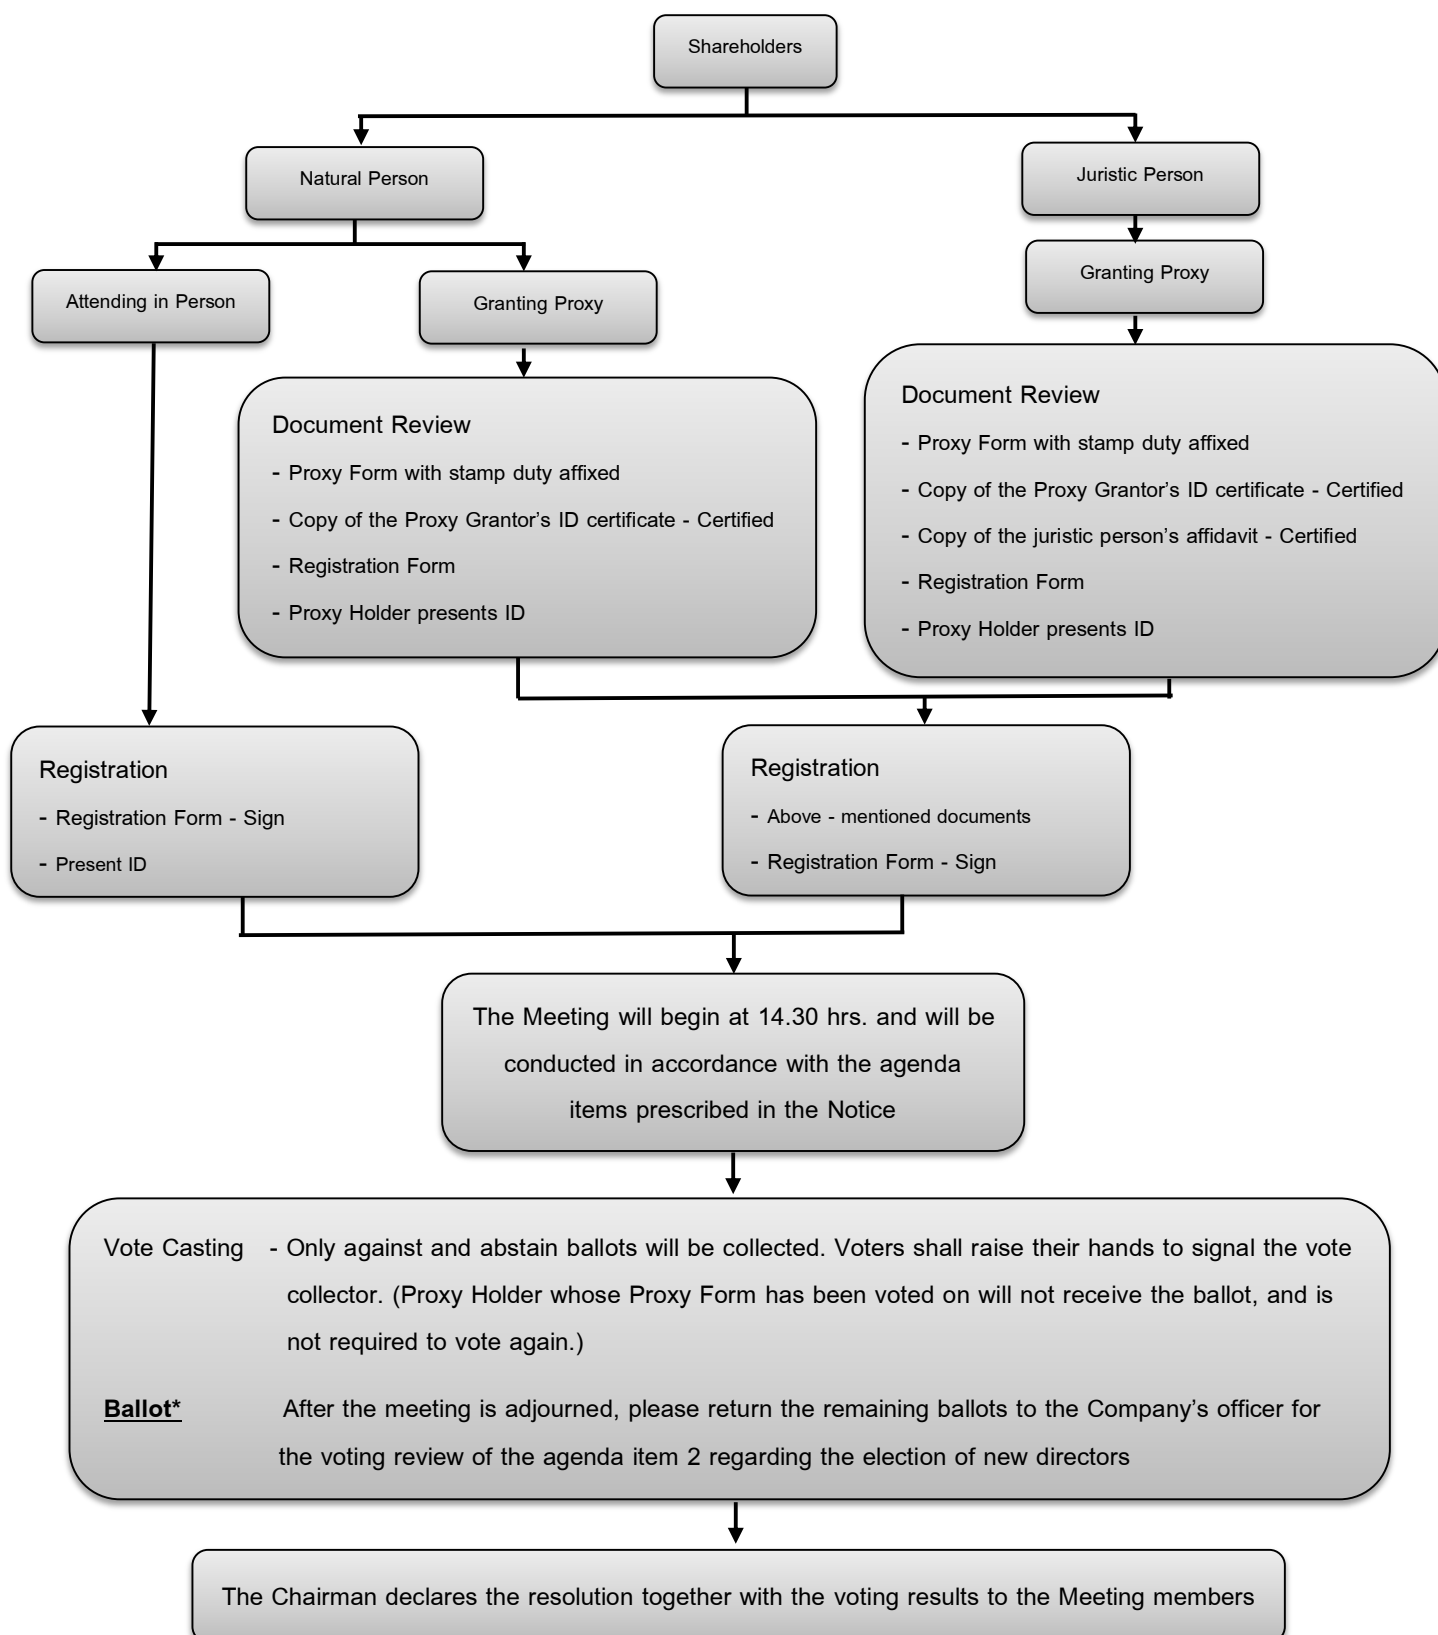 Shareholders
Natural Person
Juristic Person
Attending in Person
Granting Proxy
Granting Proxy
Document Review
- Proxy Form with stamp duty affixed
- Copy of the Proxy Grantor’s ID certificate - Certified
- Registration Form
- Proxy Holder presents ID
Document Review
- Proxy Form with stamp duty affixed
- Copy of the Proxy Grantor’s ID certificate - Certified
- Copy of the juristic person’s affidavit - Certified
- Registration Form
- Proxy Holder presents ID
Registration
- Registration Form - Sign
- Present ID
Registration
- Above - mentioned documents
- Registration Form - Sign
The Meeting will begin at 14.30 hrs. and will be
conducted in accordance with the agenda
items prescribed in the Notice
Vote Casting - Only against and abstain ballots will be collected. Voters shall raise their hands to signal the vote
collector. (Proxy Holder whose Proxy Form has been voted on will not receive the ballot, and is
not required to vote again.)
Ballot* After the meeting is adjourned, please return the remaining ballots to the Company’s officer for
the voting review of the agenda item 2 regarding the election of new directors
The Chairman declares the resolution together with the voting results to the Meeting members